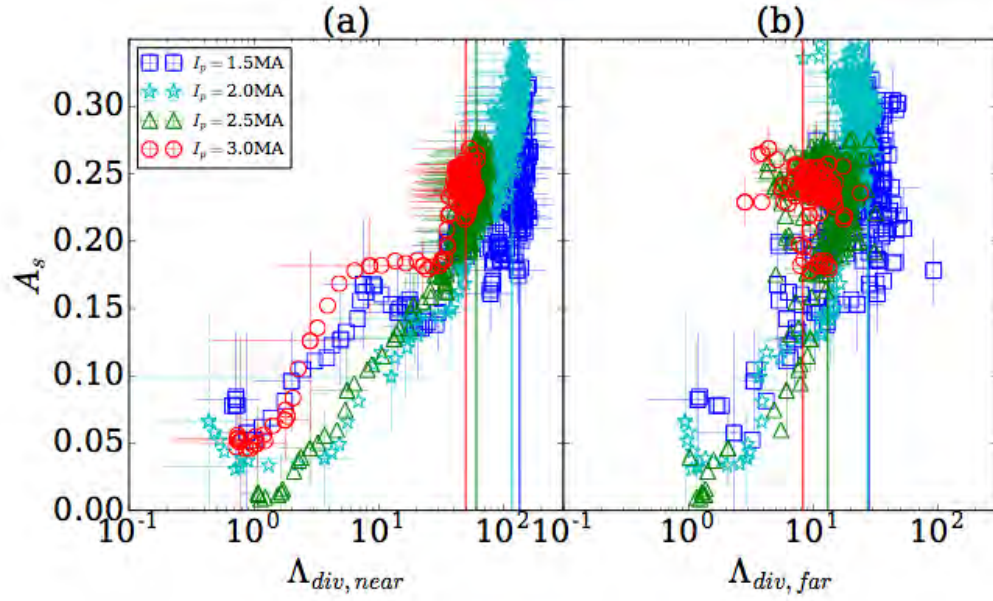 (a) (b)
I_p = 1.5MA
I_p = 2.0MA
I_p = 2.5MA
I_p = 3.0MA
A_s
0.30
0.25
0.20
0.15
0.10
0.05
0.00
10^-1 10^0 10^1 10^2 10^-1 10^0 10^1 10^2
Λ_div, near Λ_div, far